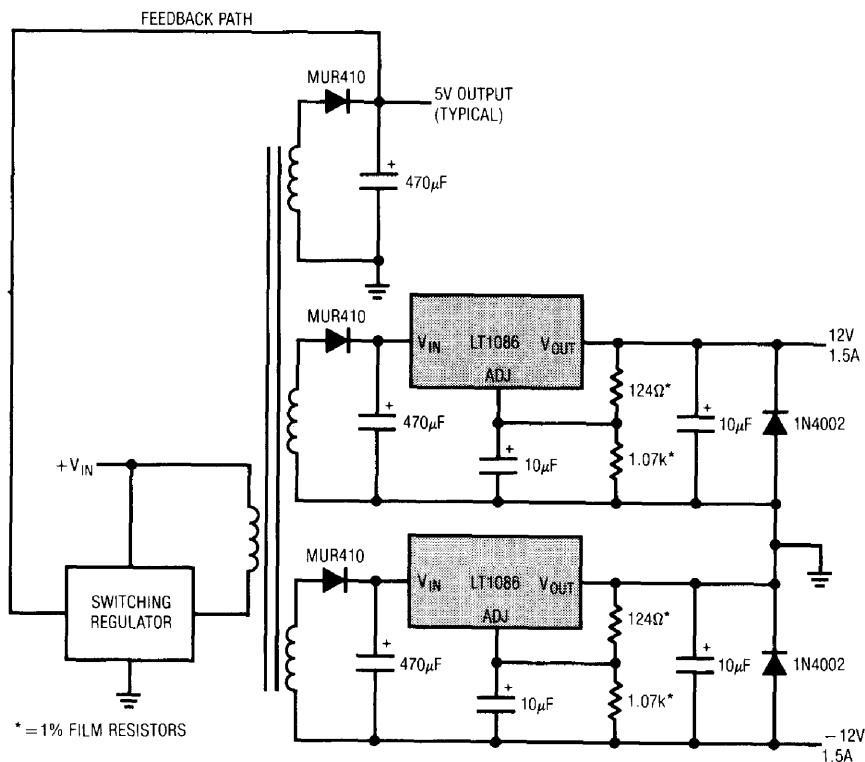 FEEDBACK PATH
MUR410
5V OUTPUT
(TYPICAL)
+
470μF
MUR410
VIN
LT1086
VOUT
ADJ
12V
1.5A
124Ω*
+
470μF
+
10μF
1.07k*
+
10μF
1N4002
+VIN
SWITCHING
REGULATOR
MUR410
VIN
LT1086
VOUT
ADJ
124Ω*
+
470μF
+
10μF
1.07k*
+
10μF
1N4002
* = 1% FILM RESISTORS
−12V
1.5A